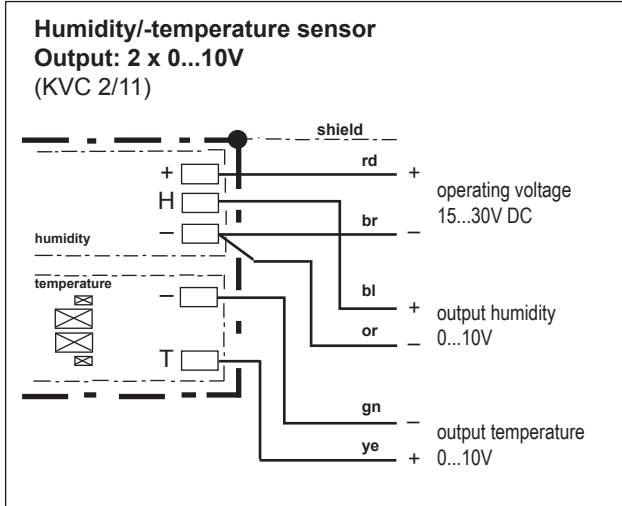 Humidity/-temperature sensor
Output: 2 x 0...10V
(KVC 2/11)
shield
rd
+
+
operating voltage
15...30V DC
H
br
–
–
humidity
temperature
bl
–
+
output humidity
or
–
0...10V
T
gn
–
output temperature
ye
+
0...10V